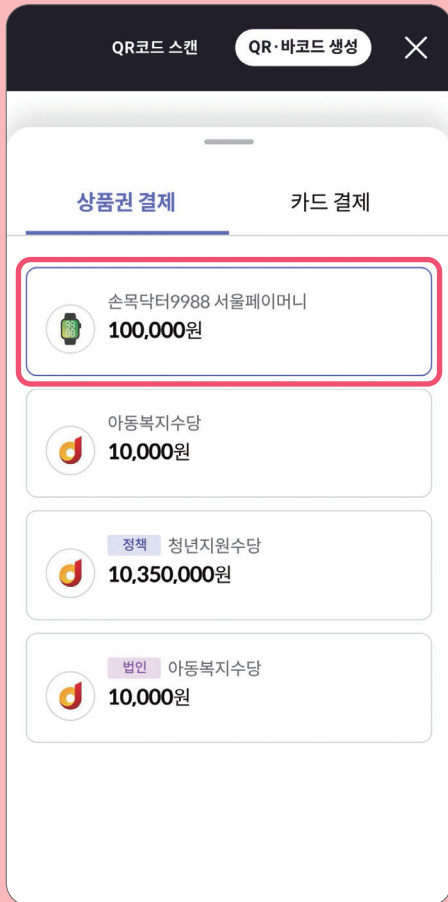 QR코드 스캔 QR·바코드 생성
상품권 결제 카드 결제
손목닥터9988 서울페이머니
100,000원
아동복지수당
10,000원
정책 청년지원수당
10,350,000원
법인 아동복지수당
10,000원